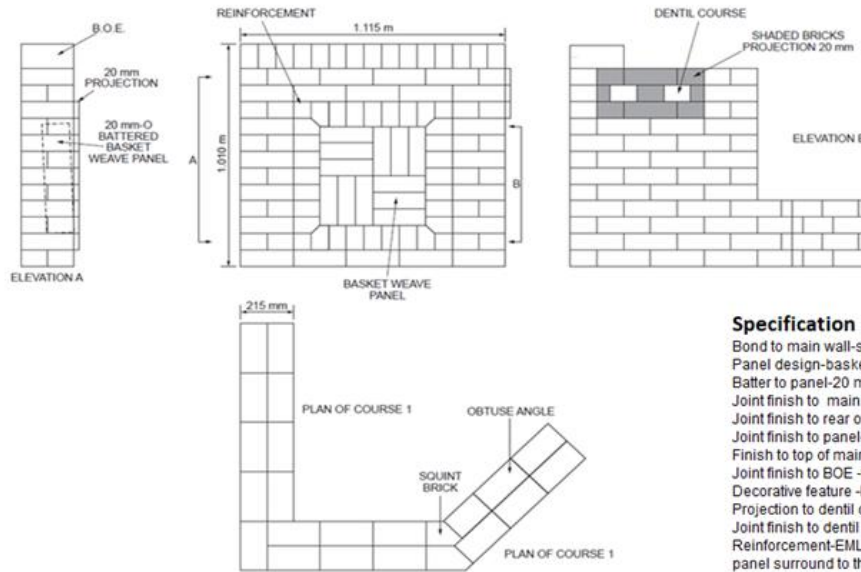 B.O.E.
20 mm
PROJECTION
20 mm-O
BATTERED
BASKET
WEAVE PANEL
ELEVATION A
REINFORCEMENT
1.115 m
1.010 m
A
B
BASKET WEAVE
PANEL
DENTIL COURSE
SHADED BRICKS
PROJECTION 20 mm
ELEVATION
215 mm
PLAN OF COURSE 1
OBTUSE ANGLE
SQUINT
BRICK
PLAN OF COURSE 1
Specification
Bond to main wall-s
Panel design-baske
Batter to panel-20 m
Joint finish to main
Joint finish to rear o
Joint finish to panel
Finish to top of main
Joint finish to BOE -
Decorative feature -
Projection to dentil c
Joint finish to dentil
Reinforcement-EML
panel surround to th